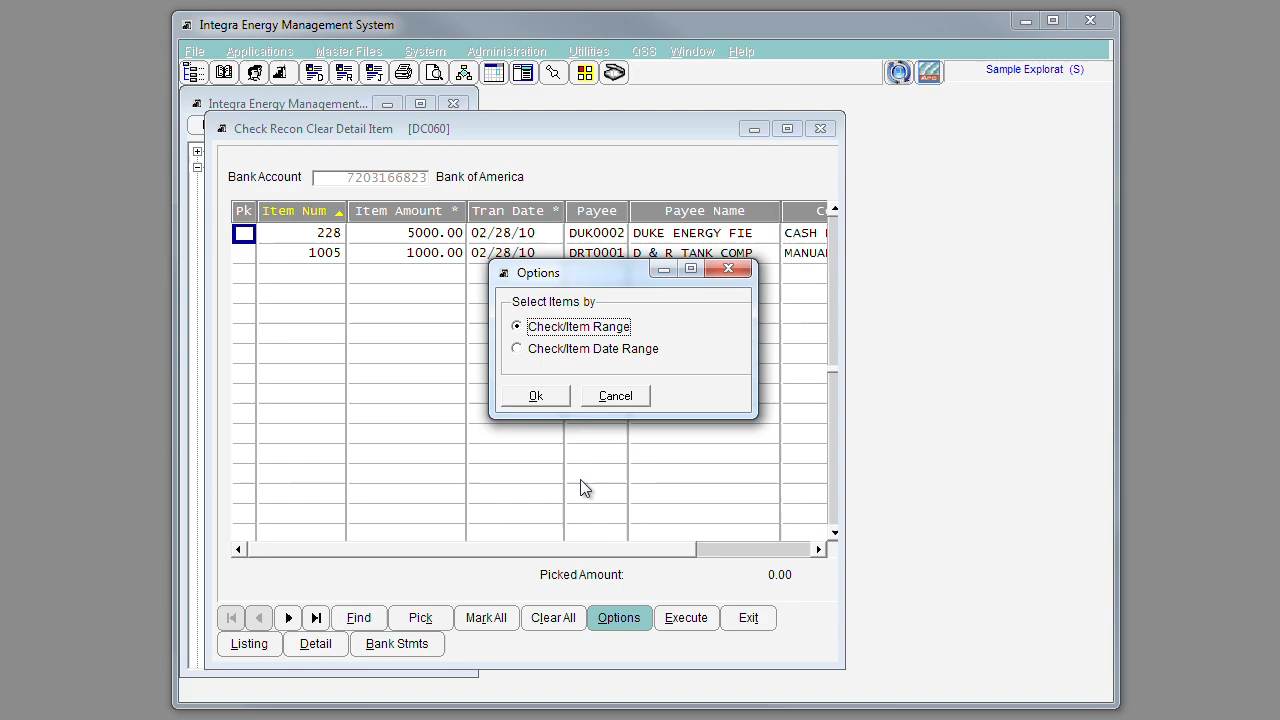 Integra Energy Management System
File Applications Master Files System Administration Utilities QSS Window Help
Arc
Sample Explorat (S)
Integra Energy Management...
Check Recon Clear Detail Item [DC060]
Bank Account 7203166823 Bank of America
Pk Item Num Item Amount * Tran Date * Payee Payee Name
228 5000.00 02/28/10 DUK0002 DUKE ENERGY FIE CASH
1005 1000.00 02/28/10 DRT0001 D & R TANK COMP MANUA
Options
Select Items by
Check/Item Range
Check/Item Date Range
Ok Cancel
Picked Amount: 0.00
Find Pick Mark All Clear All Options Execute Exit
Listing Detail Bank Stmts